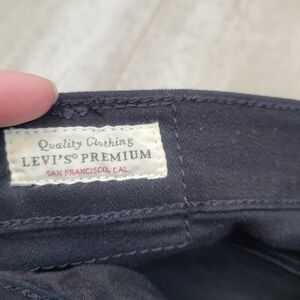 Quality Clothing
LEVI'S® PREMIUM
SAN FRANCISCO, CAL